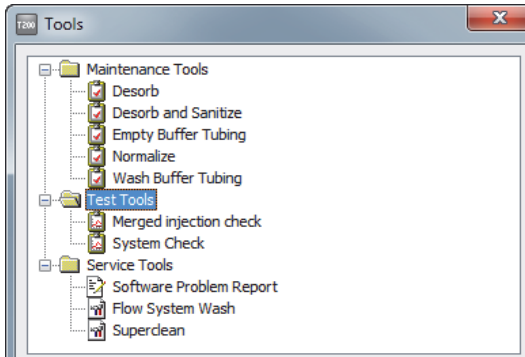 T200 Tools
Maintenance Tools
Desorb
Desorb and Sanitize
Empty Buffer Tubing
Normalize
Wash Buffer Tubing
Test Tools
Merged injection check
System Check
Service Tools
Software Problem Report
Flow System Wash
Superclean